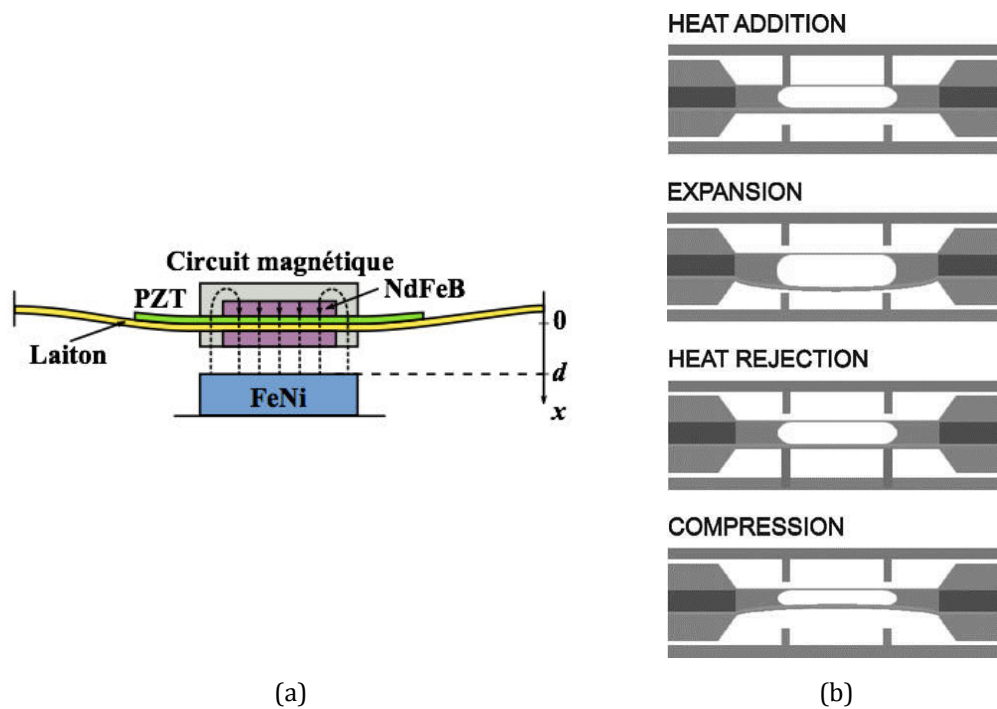 Circuit magnétique
PZT
NdFeB
Laiton
0
d
FeNi
x
(a)
HEAT ADDITION
EXPANSION
HEAT REJECTION
COMPRESSION
(b)